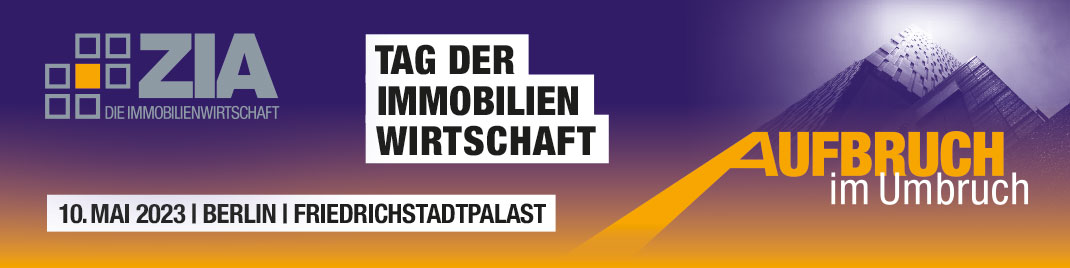 ZIA
DIE IMMOBILIENWIRTSCHAFT
TAG DER
IMMOBILIEN
WIRTSCHAFT
10. MAI 2023 | BERLIN | FRIEDRICHSTADTPALAST
AUFBRUCH
im Umbruch